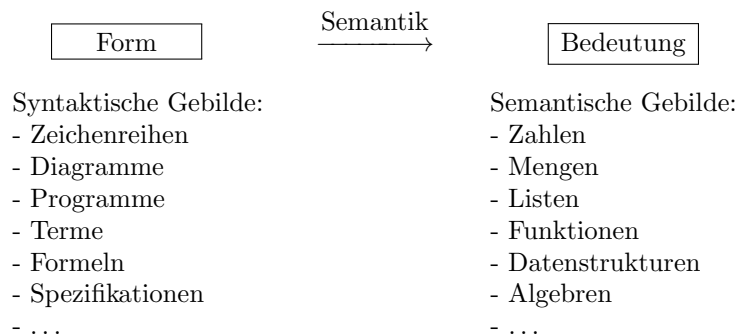 Form
Semantik
Bedeutung
Syntaktische Gebilde:
- Zeichenreihen
- Diagramme
- Programme
- Terme
- Formeln
- Spezifikationen
- ...
Semantische Gebilde:
- Zahlen
- Mengen
- Listen
- Funktionen
- Datenstrukturen
- Algebren
- ...